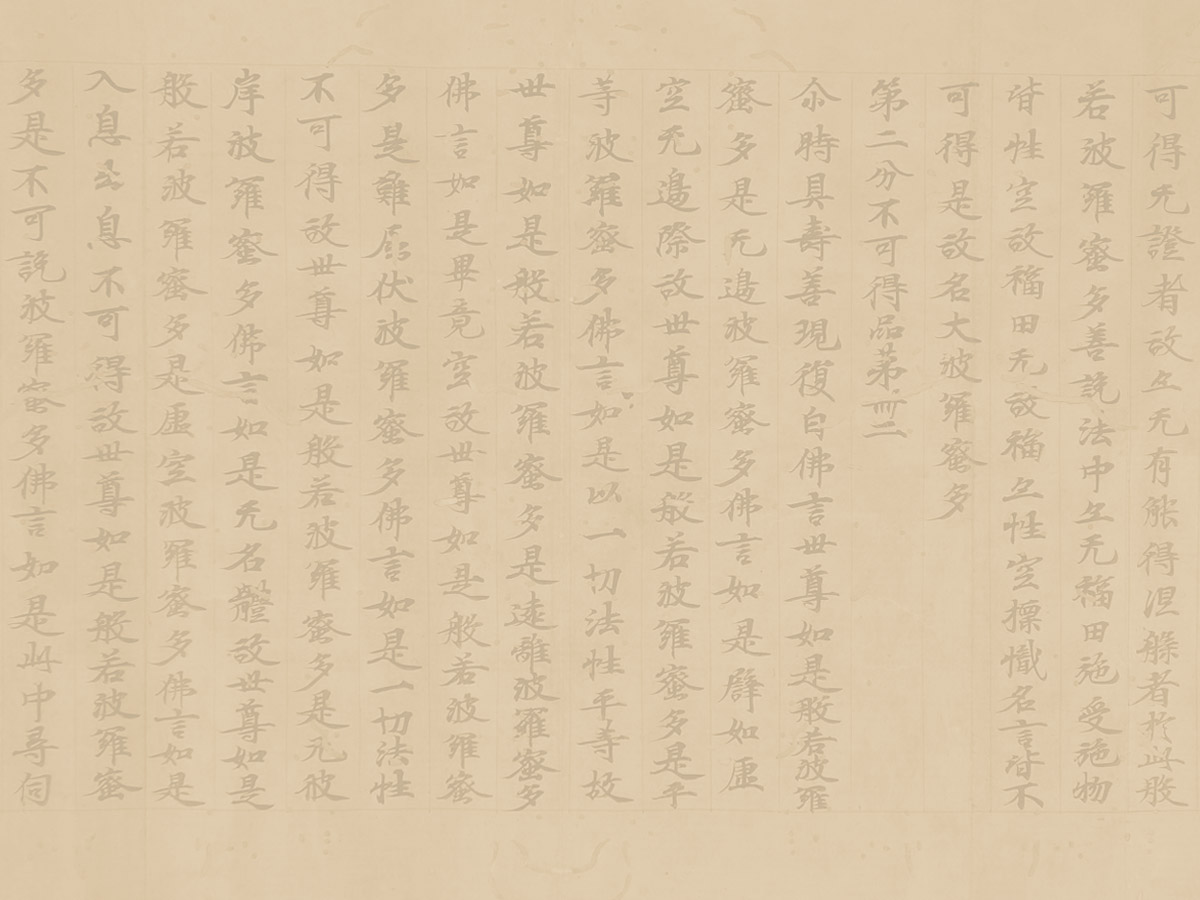 可得无證者故亦无有能得涅槃者於此般
若波羅蜜多善說法中亦无福田施受施物
皆性空故福田无故福亦性空摽幟名言皆不
可得是故名大波羅蜜多
第二分不可得品第卌二
尒時具壽善現復白佛言世尊如是般若波羅
蜜多是无邊波羅蜜多佛言如是辟如虛
空无邊際故世尊如是般若波羅蜜多是平
等波羅蜜多佛言如是以一切法性平等故
世尊如是般若波羅蜜多是遠離波羅蜜多
佛言如是畢竟空故世尊如是般若波羅蜜
多是難屈伏波羅蜜多佛言如是一切法性
不可得故世尊如是般若波羅蜜多是无彼
岸波羅蜜多佛言如是无名體故世尊如是
般若波羅蜜多是虛空波羅蜜多佛言如是
入息出息不可得故世尊如是般若波羅蜜
多是不可說波羅蜜多佛言如是此中尋伺